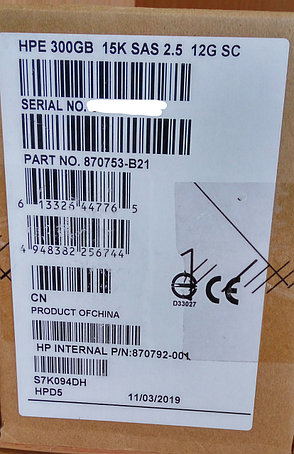 HPE 300GB 15K SAS 2.5 12G SC
SERIAL NO.
PART NO. 870753-B21
6 13326 44776 5
4 948382 256744
D33027
CE
CN
PRODUCT OFCHINA
HP INTERNAL P/N:870792-001
S7K094DH
HPD5 11/03/2019